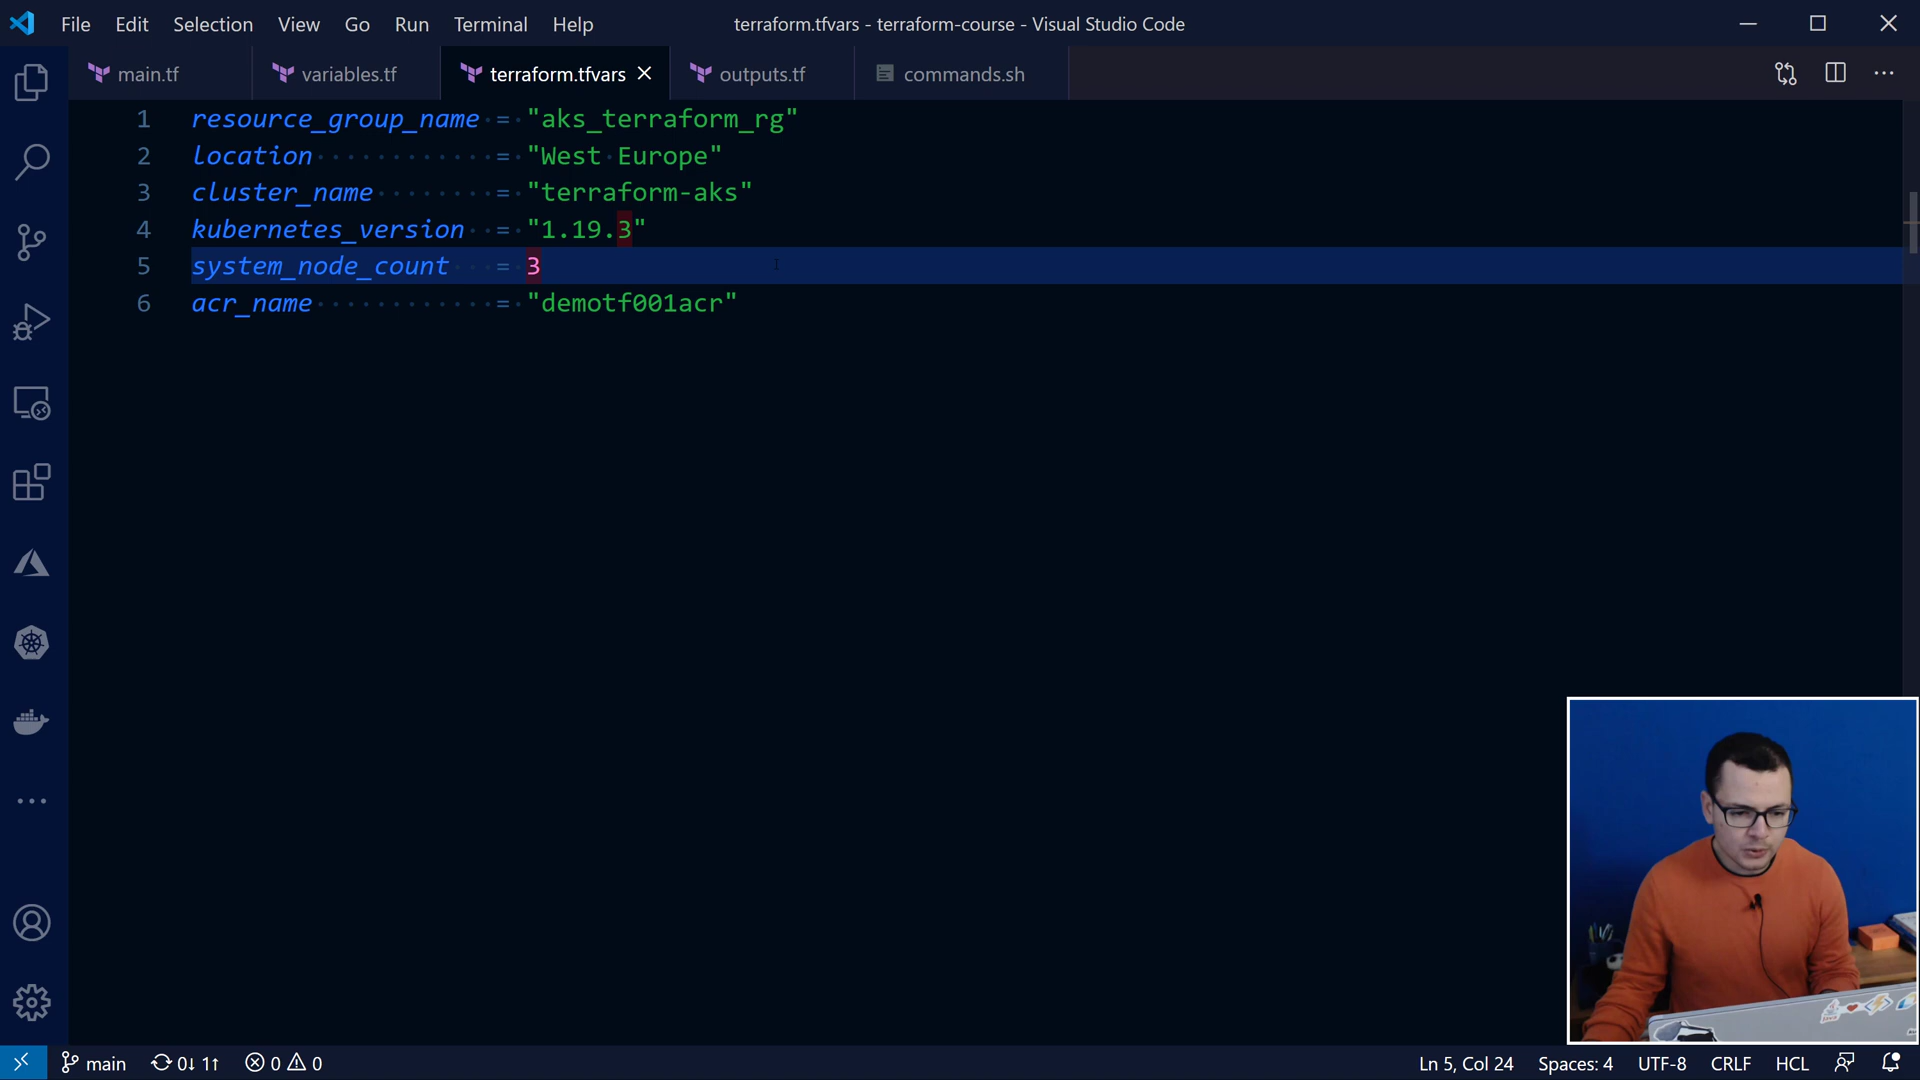 File Edit Selection View Go Run Terminal Help terraform.tfvars - terraform-course - Visual Studio Code
main.tf variables.tf terraform.tfvars outputs.tf commands.sh
1 resource_group_name = "aks_terraform_rg"
2 location = "West Europe"
3 cluster_name = "terraform-aks"
4 kubernetes_version = "1.19.3"
5 system_node_count = 3
6 acr_name = "demotf001acr"
main 0↓ 1↑ 0 0 Ln 5, Col 24 Spaces: 4 UTF-8 CRLF HCL